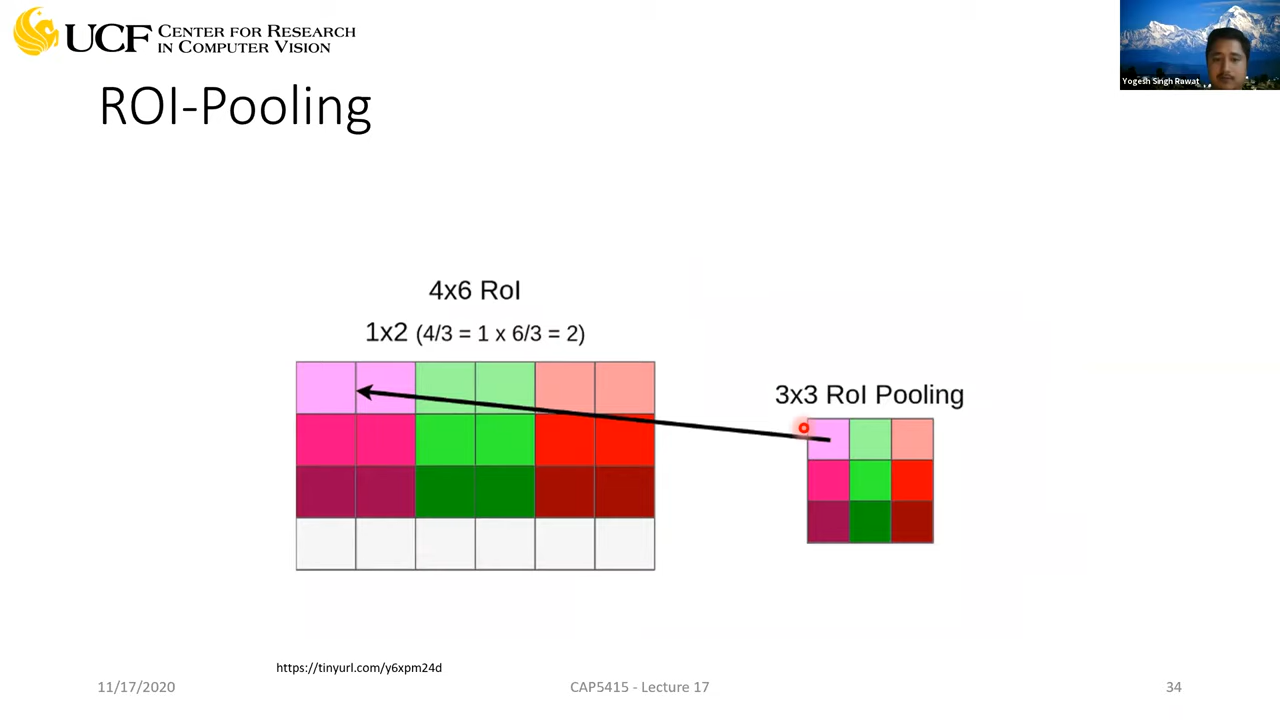 UCF CENTER FOR RESEARCH
IN COMPUTER VISION
Yogesh Singh Rawat
ROI-Pooling
4x6 RoI
1x2 (4/3 = 1 x 6/3 = 2)
3x3 RoI Pooling
https://tinyurl.com/y6xpm24d
11/17/2020
CAP5415 - Lecture 17
34